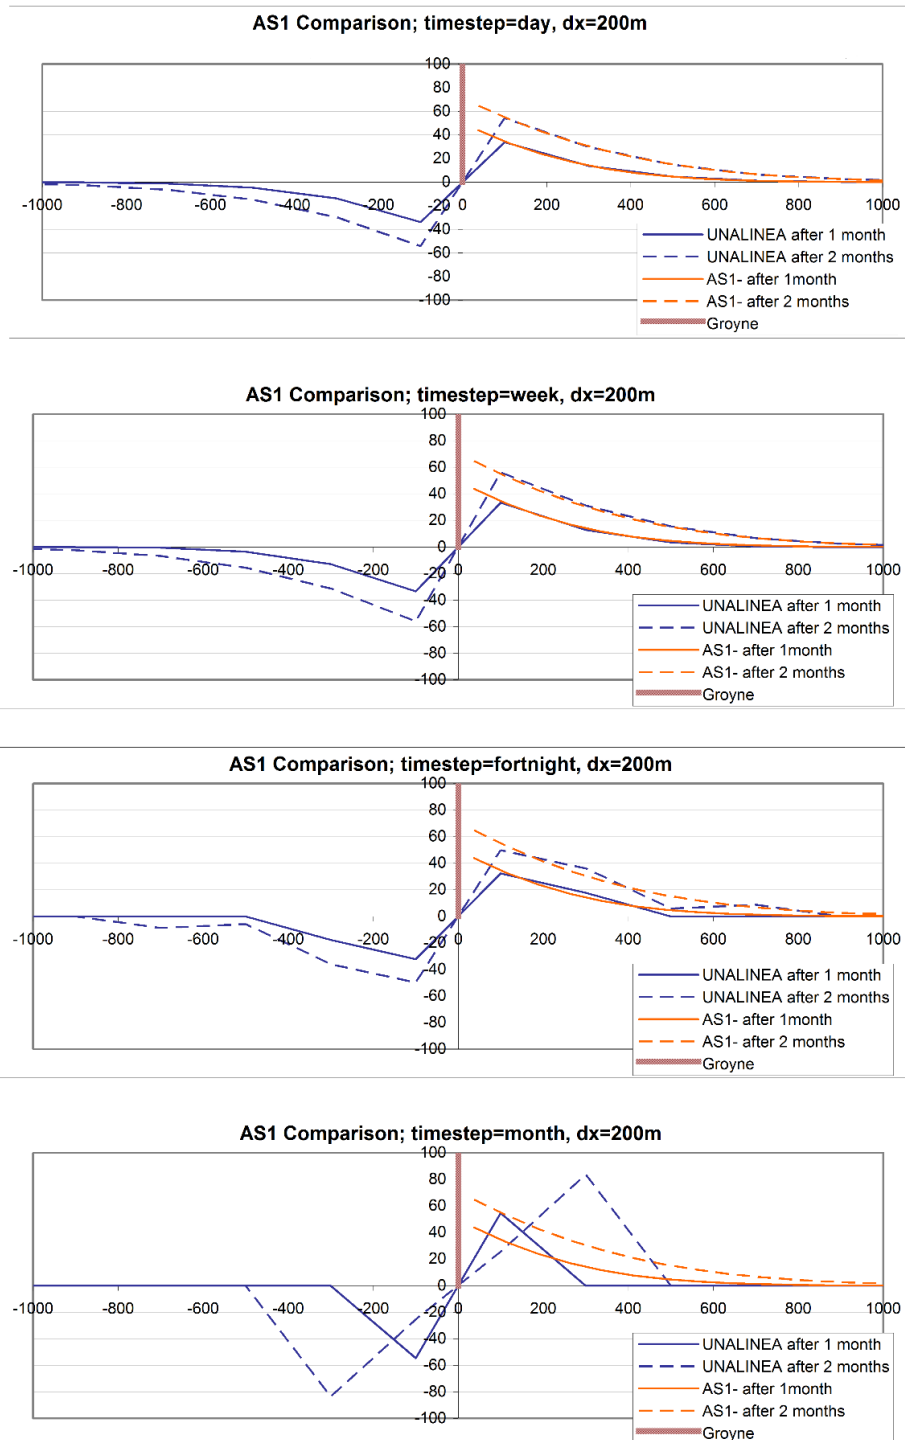 AS1 Comparison; timestep=day, dx=200m
100
80
60
40
20
0
-1000 -800 -600 -400 -200 0 200 400 600 800 1000
-20
-40
-60
-80
-100
UNALINEA after 1 month
UNALINEA after 2 months
AS1- after 1month
AS1- after 2 months
Groyne
AS1 Comparison; timestep=week, dx=200m
100
80
60
40
20
0
-1000 -800 -600 -400 -200 0 200 400 600 800 1000
-20
-40
-60
-80
-100
UNALINEA after 1 month
UNALINEA after 2 months
AS1- after 1month
AS1- after 2 months
Groyne
AS1 Comparison; timestep=fortnight, dx=200m
100
80
60
40
20
0
-1000 -800 -600 -400 -200 0 200 400 600 800 1000
-20
-40
-60
-80
-100
UNALINEA after 1 month
UNALINEA after 2 months
AS1- after 1month
AS1- after 2 months
Groyne
AS1 Comparison; timestep=month, dx=200m
100
80
60
40
20
0
-1000 -800 -600 -400 -200 0 200 400 600 800 1000
-20
-40
-60
-80
-100
UNALINEA after 1 month
UNALINEA after 2 months
AS1- after 1month
AS1- after 2 months
Groyne